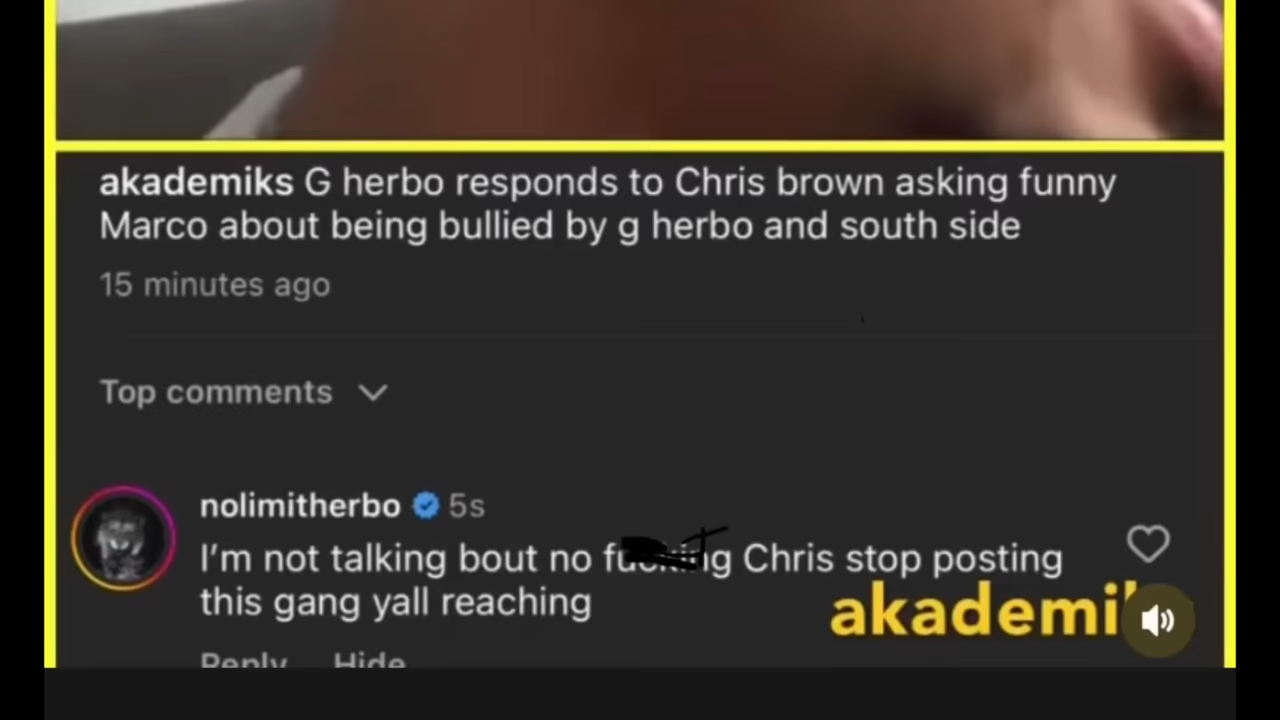 akademiks G herbo responds to Chris brown asking funny
Marco about being bullied by g herbo and south side
15 minutes ago
Top comments
nolimitherbo 5s
I'm not talking bout no fucking Chris stop posting
this gang yall reaching
akademi
Reply Hide